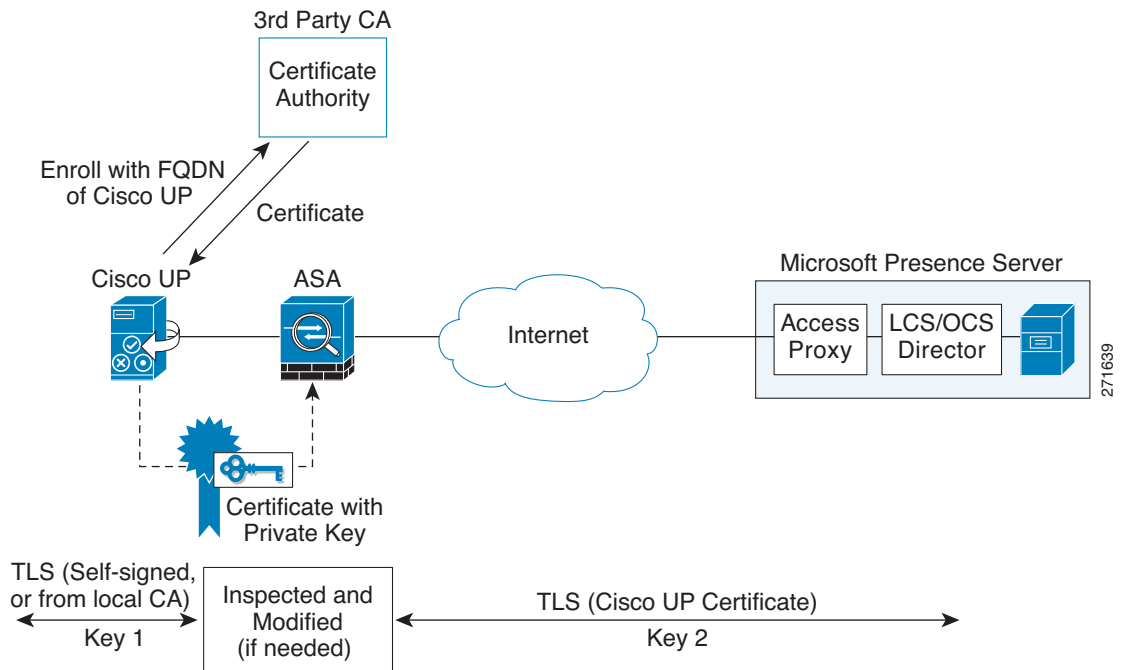 3rd Party CA
Certificate
Authority
Enroll with FQDN
of Cisco UP
Certificate
Cisco UP
ASA
Internet
Microsoft Presence Server
Access
Proxy
LCS/OCS
Director
271639
Certificate with
Private Key
TLS (Self-signed,
or from local CA)
Key 1
Inspected and
Modified
(if needed)
TLS (Cisco UP Certificate)
Key 2